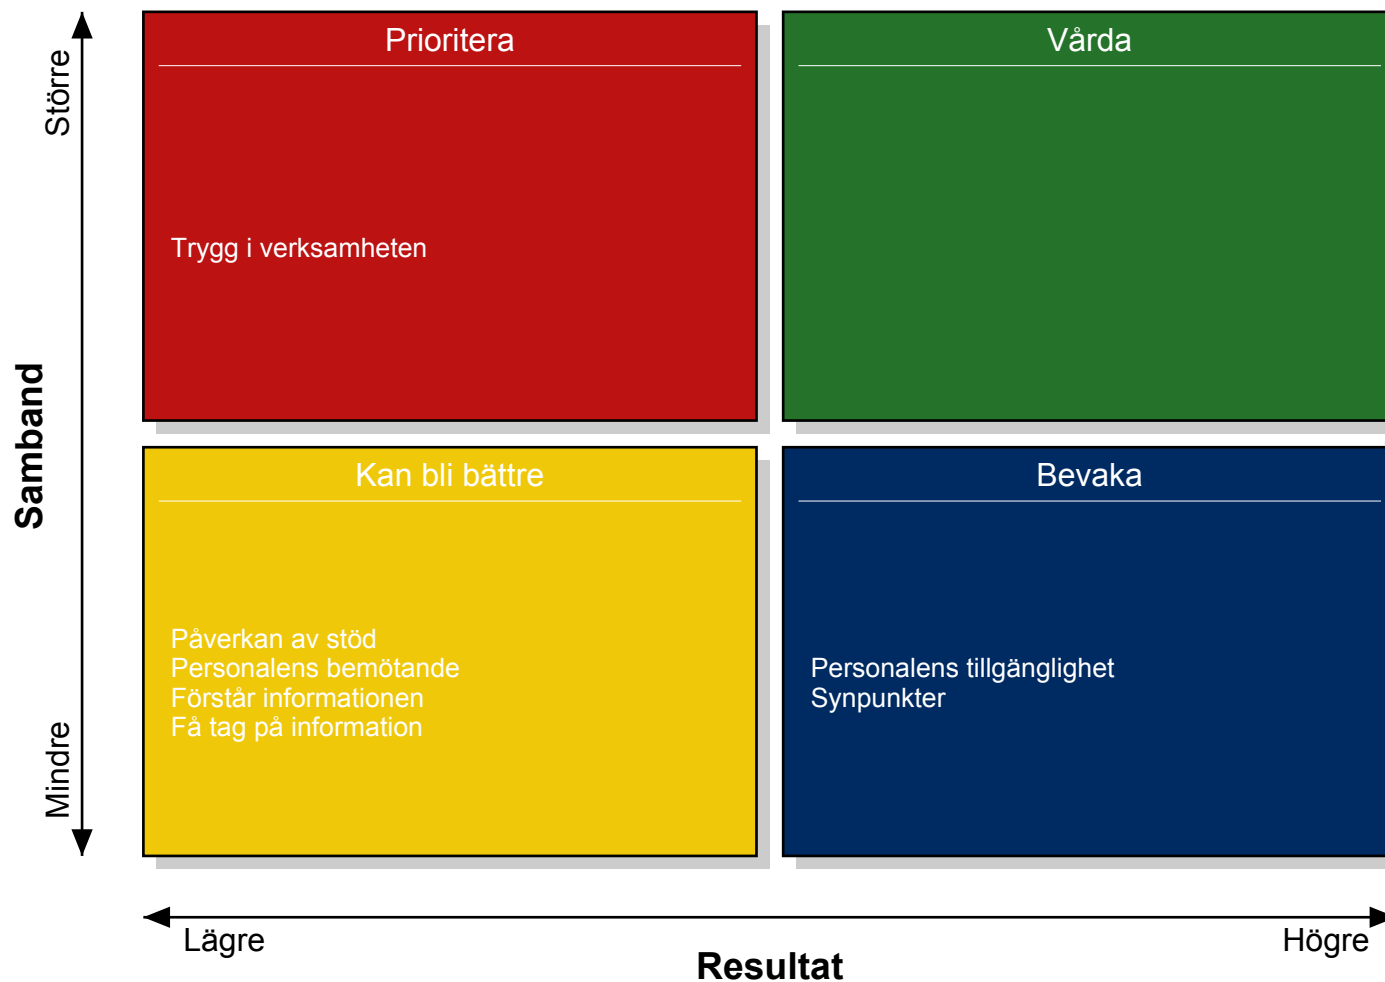 Prioritera
Vårda
Större
Trygg i verksamheten
Samband
Kan bli bättre
Bevaka
Påverkan av stöd
Personalens bemötande
Förstår informationen
Få tag på information
Personalens tillgänglighet
Synpunkter
Mindre
Lägre
Högre
Resultat